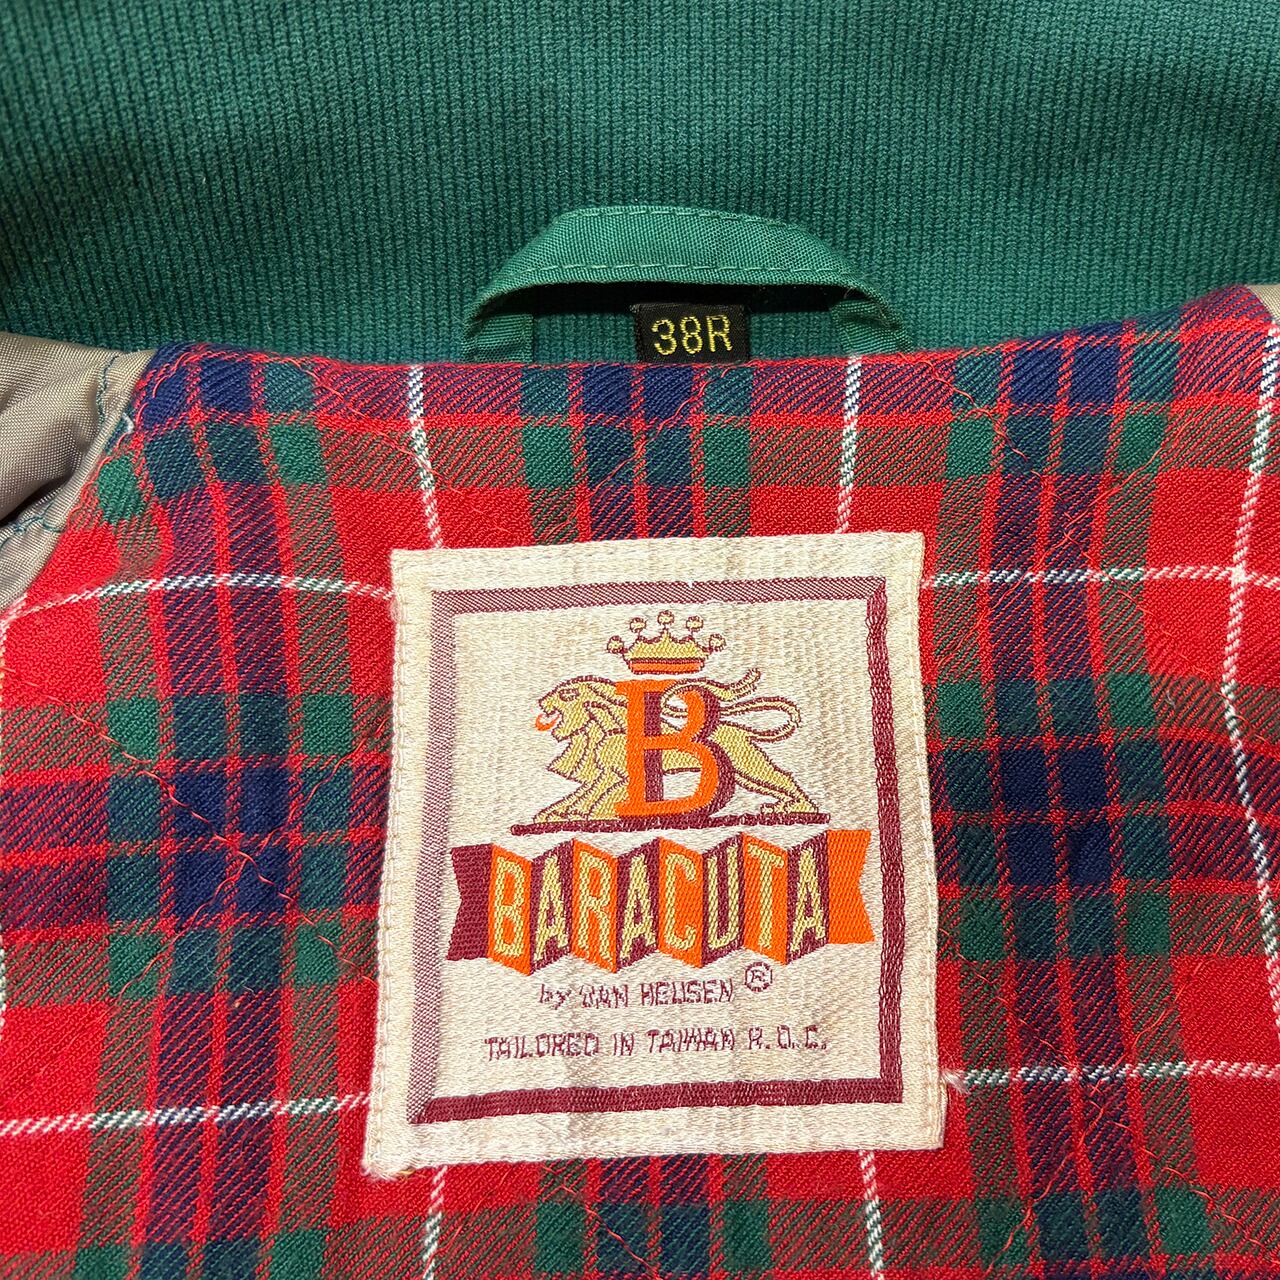 38R
B
BARACUTA
by VAN HEUSEN ®
TAILORED IN TAIWAN R.O.C.